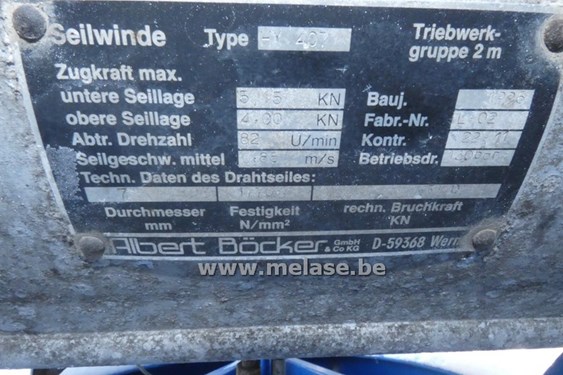 Seilwinde Type Triebwerk-
gruppe 2 m
Zugkraft max.
untere Seillage KN Bauj.
obere Seillage 4,00 KN Fabr.-Nr.
Abtr. Drehzahl 82 U/min Kontr.
Seilgeschw. mittel m/s Betriebsdr.
Techn. Daten des Drahtseiles:
7
Durchmesser Festigkeit rechn. Bruchkraft
mm N/mm² KN
Albert Böcker GmbH & Co KG D-59368 Wern
www.melase.be